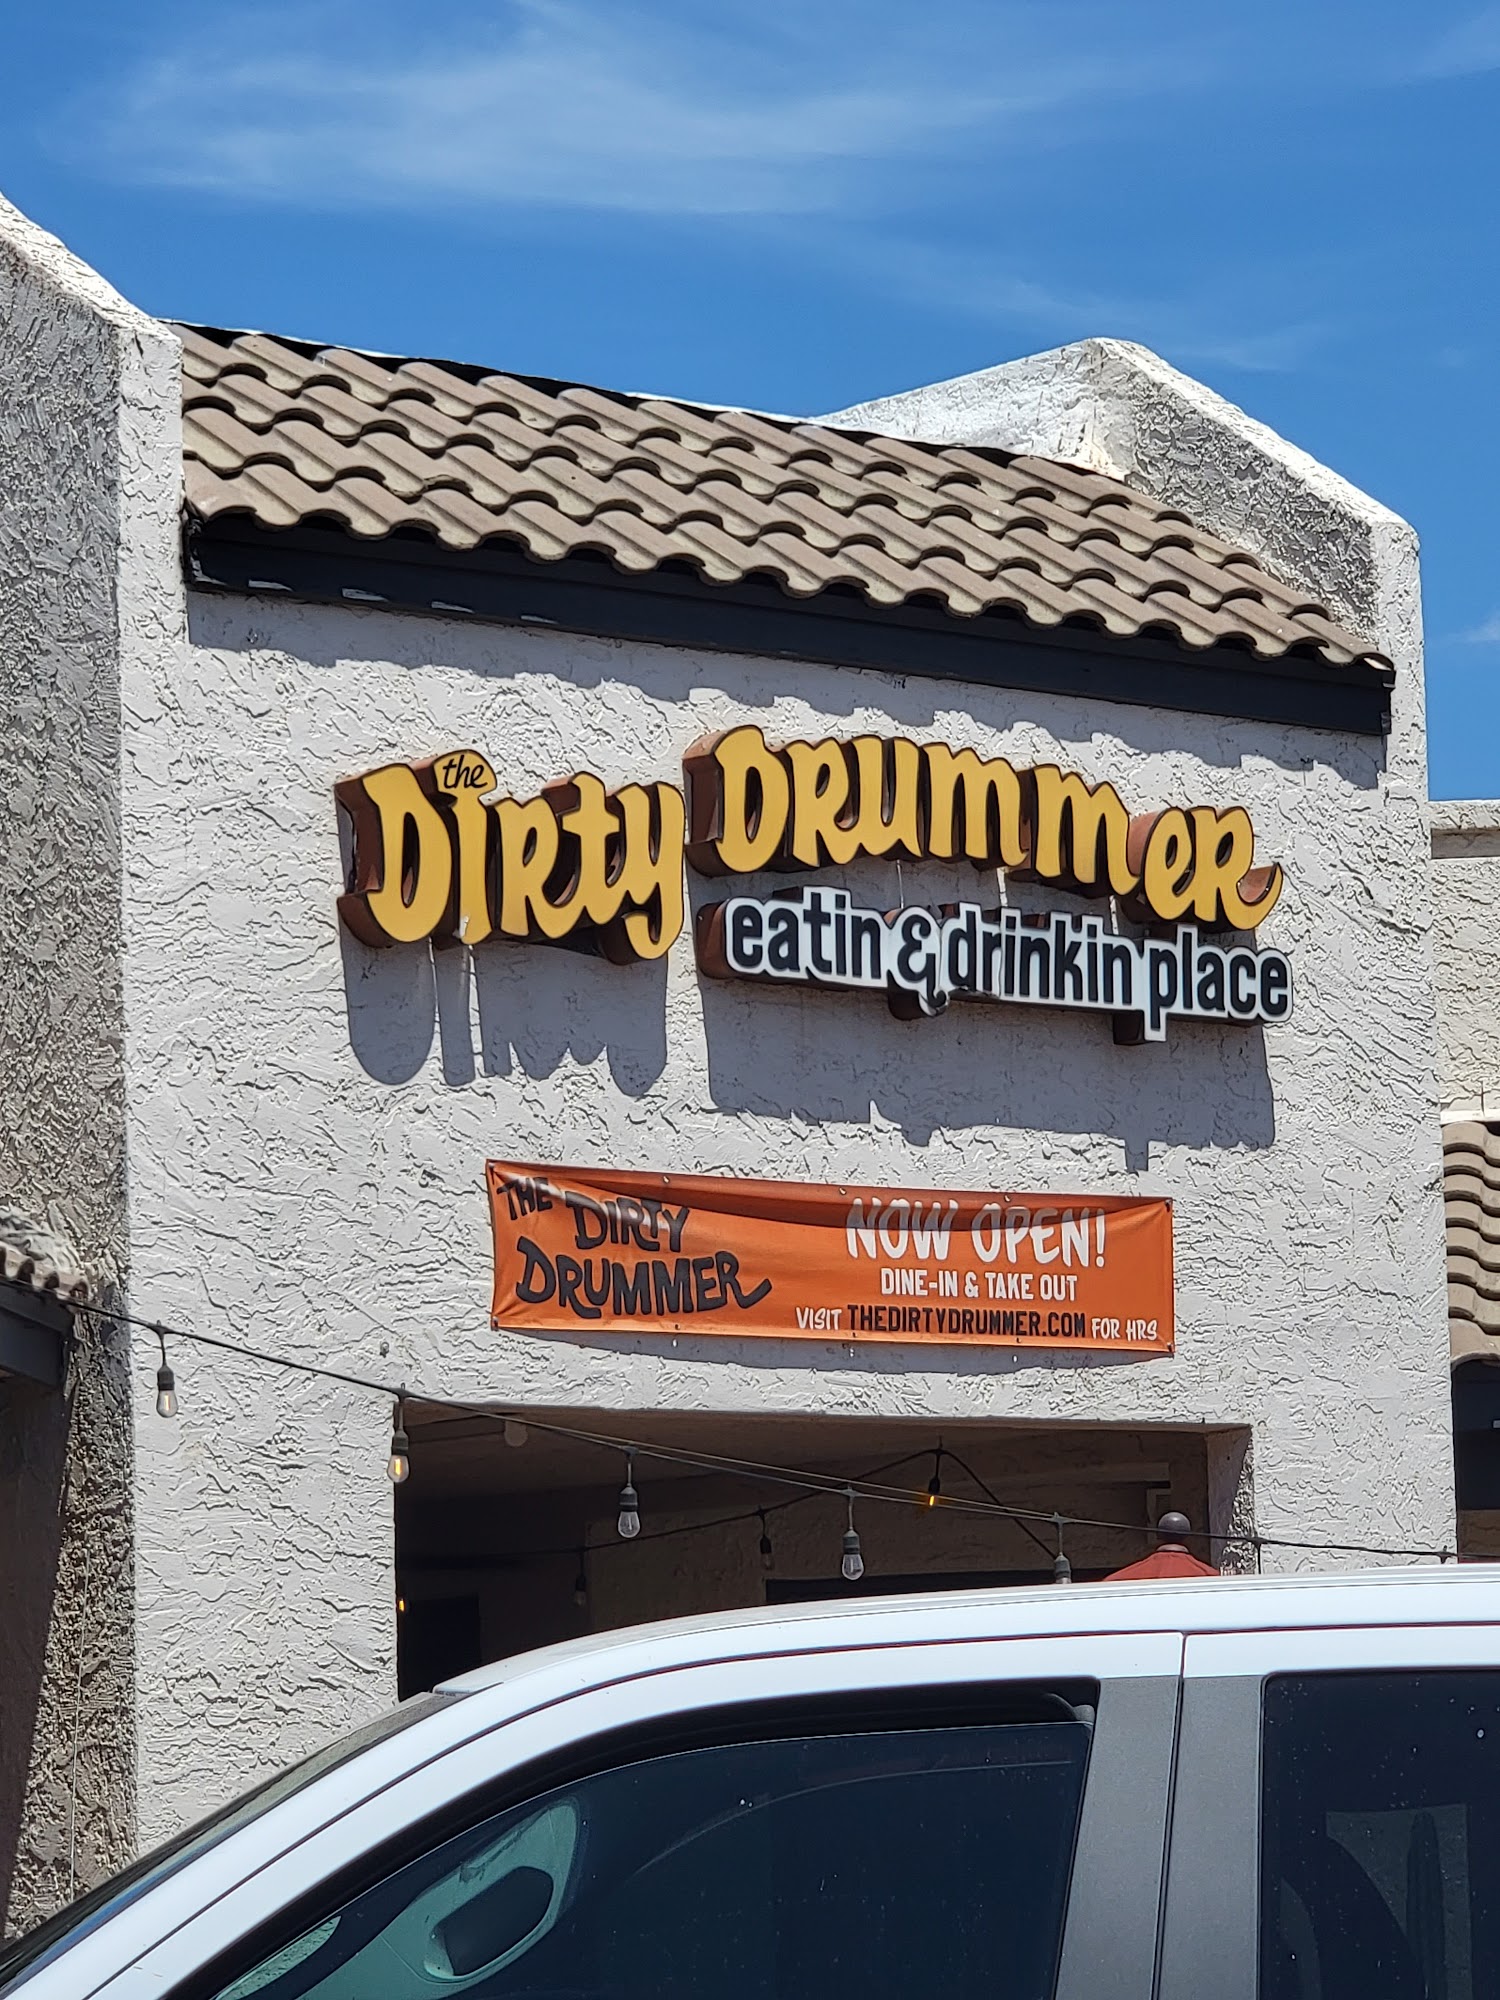 the
Dirty Drummer
eatin & drinkin place
THE DIRTY
DRUMMER
NOW OPEN!
DINE-IN & TAKE OUT
VISIT THEDIRTYDRUMMER.COM FOR HRS